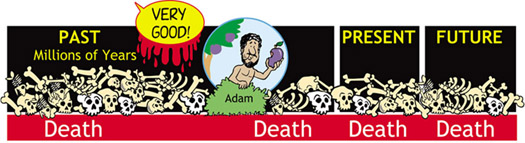 VERY
GOOD!
PAST
Millions of Years
Adam
PRESENT
FUTURE
Death
Death
Death
Death